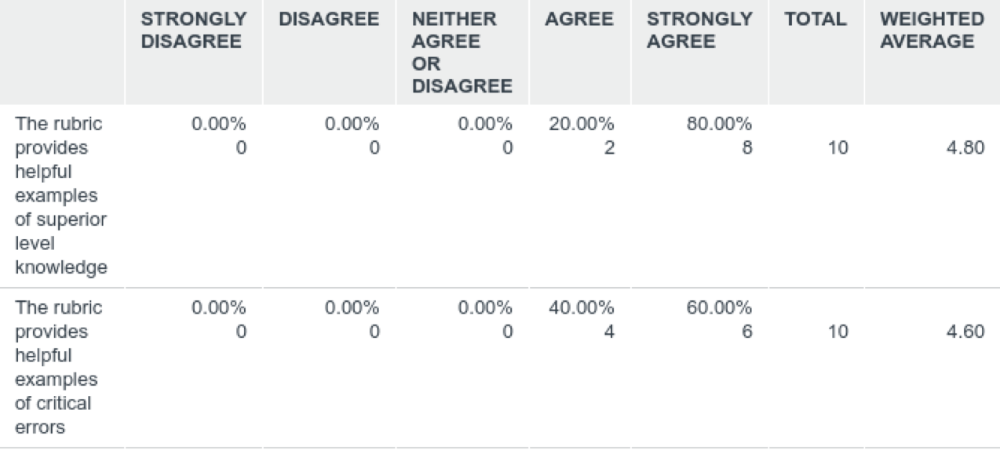 STRONGLY DISAGREE NEITHER AGREE STRONGLY TOTAL WEIGHTED
DISAGREE AGREE AGREE AVERAGE
OR
DISAGREE
The rubric 0.00% 0.00% 0.00% 20.00% 80.00%
provides 0 0 0 2 8 10 4.80
helpful
examples
of superior
level
knowledge
The rubric 0.00% 0.00% 0.00% 40.00% 60.00%
provides 0 0 0 4 6 10 4.60
helpful
examples
of critical
errors